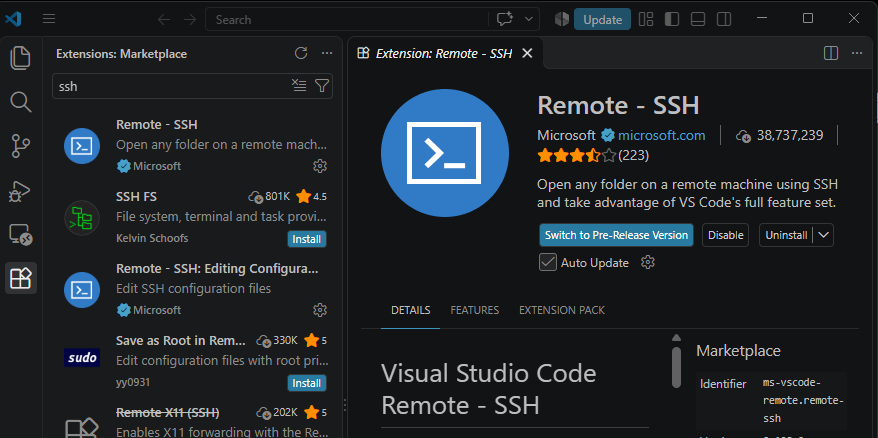 Search
Update
Extensions: Marketplace
ssh
Remote - SSH
Open any folder on a remote mach...
Microsoft
SSH FS
801K
4.5
File system, terminal and task provi...
Kelvin Schoofs
Install
Remote - SSH: Editing Configura...
Edit SSH configuration files
Microsoft
sudo
Save as Root in Rem...
330K
5
Edit configuration files with root pri...
yy0931
Install
Remote X11 (SSH)
202K
5
Enables X11 forwarding with the Re...
Extension: Remote - SSH
Remote - SSH
Microsoft
microsoft.com
38,737,239
(223)
Open any folder on a remote machine using SSH
and take advantage of VS Code's full feature set.
Switch to Pre-Release Version
Disable
Uninstall
Auto Update
DETAILS
FEATURES
EXTENSION PACK
Visual Studio Code
Remote - SSH
Marketplace
Identifier
ms-vscode-
remote.remote-
ssh